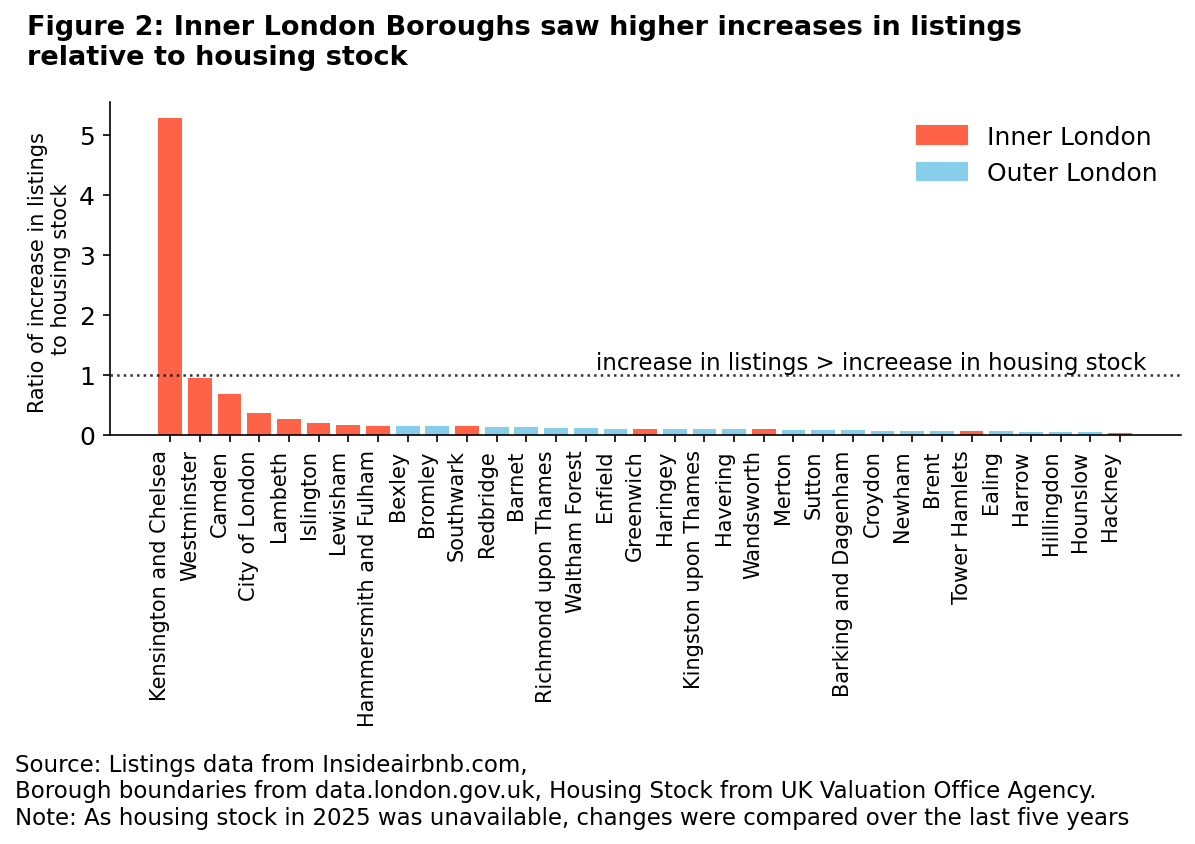 Figure 2: Inner London Boroughs saw higher increases in listings
relative to housing stock
Ratio of increase in listings
to housing stock
5
4
3
2
1
0
Inner London
Outer London
increase in listings > increease in housing stock
Kensington and Chelsea
Westminster
Camden
City of London
Lambeth
Islington
Lewisham
Hammersmith and Fulham
Bexley
Bromley
Southwark
Redbridge
Barnet
Richmond upon Thames
Waltham Forest
Enfield
Greenwich
Haringey
Kingston upon Thames
Havering
Wandsworth
Merton
Sutton
Barking and Dagenham
Croydon
Newham
Brent
Tower Hamlets
Ealing
Harrow
Hillingdon
Hounslow
Hackney
Source: Listings data from Insideairbnb.com,
Borough boundaries from data.london.gov.uk, Housing Stock from UK Valuation Office Agency.
Note: As housing stock in 2025 was unavailable, changes were compared over the last five years